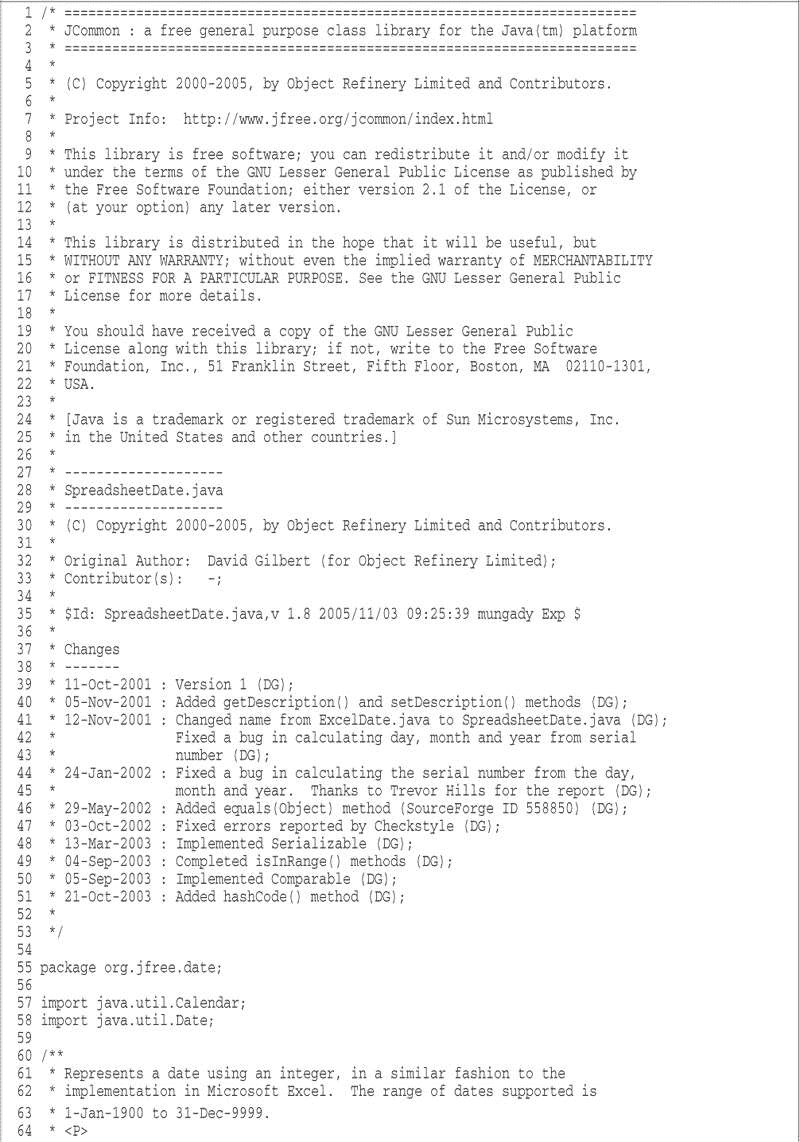 1 /* ========================================================================
2  * JCommon : a free general purpose class library for the Java(tm) platform
3  * ========================================================================
4  *
5  * (C) Copyright 2000-2005, by Object Refinery Limited and Contributors.
6  *
7  * Project Info:  http://www.jfree.org/jcommon/index.html
8  *
9  * This library is free software; you can redistribute it and/or modify it
10  * under the terms of the GNU Lesser General Public License as published by
11  * the Free Software Foundation; either version 2.1 of the License, or
12  * (at your option) any later version.
13  *
14  * This library is distributed in the hope that it will be useful, but
15  * WITHOUT ANY WARRANTY; without even the implied warranty of MERCHANTABILITY
16  * or FITNESS FOR A PARTICULAR PURPOSE. See the GNU Lesser General Public
17  * License for more details.
18  *
19  * You should have received a copy of the GNU Lesser General Public
20  * License along with this library; if not, write to the Free Software
21  * Foundation, Inc., 51 Franklin Street, Fifth Floor, Boston, MA  02110-1301,
22  * USA.
23  *
24  * [Java is a trademark or registered trademark of Sun Microsystems, Inc.
25  * in the United States and other countries.]
26  *
27  * --------------------
28  * SpreadsheetDate.java
29  * --------------------
30  * (C) Copyright 2000-2005, by Object Refinery Limited and Contributors.
31  *
32  * Original Author:  David Gilbert (for Object Refinery Limited);
33  * Contributor(s):   -;
34  *
35  * $Id: SpreadsheetDate.java,v 1.8 2005/11/03 09:25:39 mungady Exp $
36  *
37  * Changes
38  * -------
39  * 11-Oct-2001 : Version 1 (DG);
40  * 05-Nov-2001 : Added getDescription() and setDescription() methods (DG);
41  * 12-Nov-2001 : Changed name from ExcelDate.java to SpreadsheetDate.java (DG);
42  *               Fixed a bug in calculating day, month and year from serial
43  *               number (DG);
44  * 24-Jan-2002 : Fixed a bug in calculating the serial number from the day,
45  *               month and year.  Thanks to Trevor Hills for the report (DG);
46  * 29-May-2002 : Added equals(Object) method (SourceForge ID 558850) (DG);
47  * 03-Oct-2002 : Fixed errors reported by Checkstyle (DG);
48  * 13-Mar-2003 : Implemented Serializable (DG);
49  * 04-Sep-2003 : Completed isInRange() methods (DG);
50  * 05-Sep-2003 : Implemented Comparable (DG);
51  * 21-Oct-2003 : Added hashCode() method (DG);
52  *
53  */
54
55 package org.jfree.date;
56
57 import java.util.Calendar;
58 import java.util.Date;
59
60 /**
61  * Represents a date using an integer, in a similar fashion to the
62  * implementation in Microsoft Excel.  The range of dates supported is
63  * 1-Jan-1900 to 31-Dec-9999.
64  * <P>